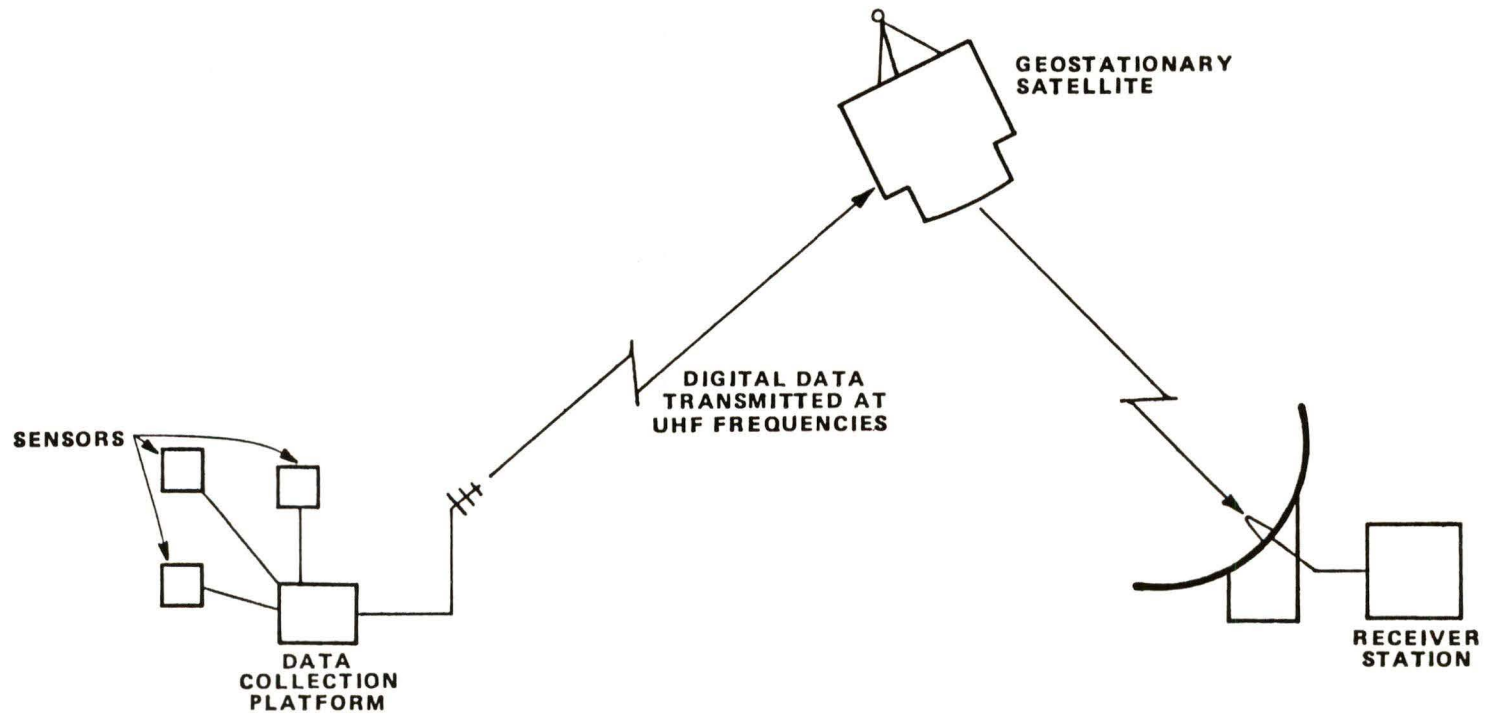 GEOSTATIONARY
SATELLITE
DIGITAL DATA
TRANSMITTED AT
UHF FREQUENCIES
SENSORS
DATA
COLLECTION
PLATFORM
RECEIVER
STATION